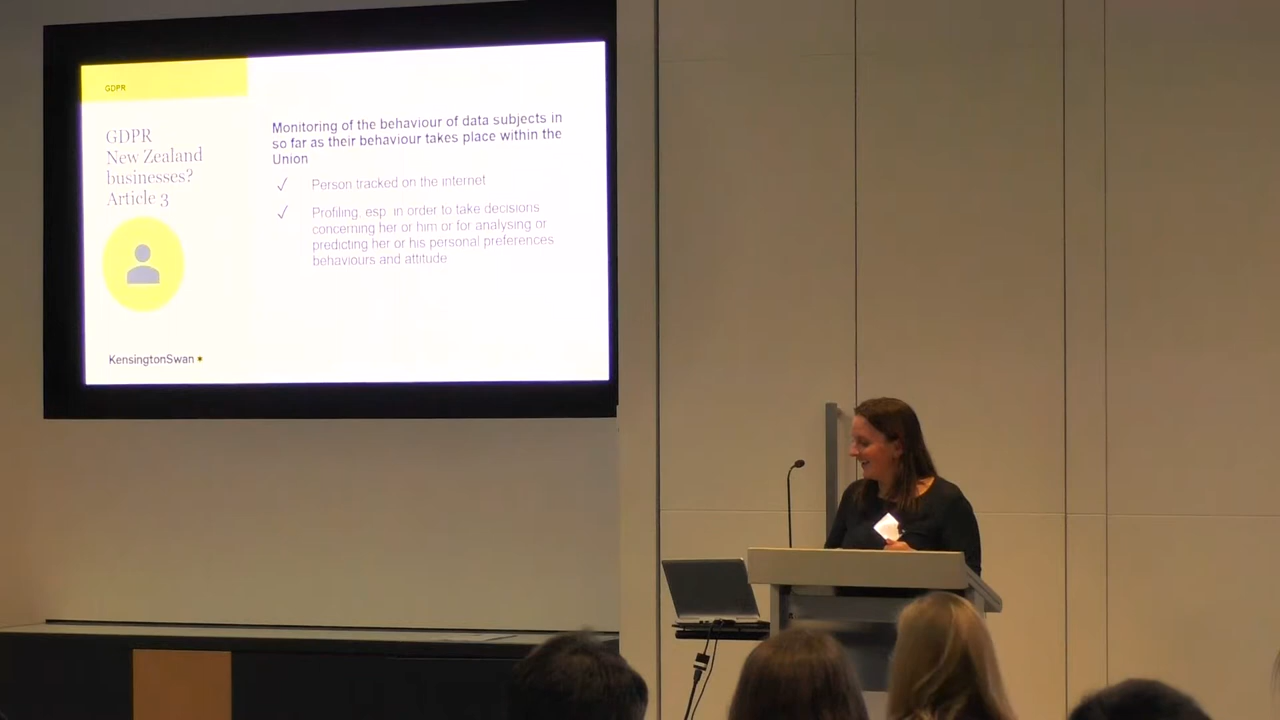 GDPR
GDPR
New Zealand
businesses?
Article 3
Monitoring of the behaviour of data subjects in
so far as their behaviour takes place within the
Union
✓ Person tracked on the internet
✓ Profiling, esp. in order to take decisions
concerning her or him or for analysing or
predicting her or his personal preferences
behaviours and attitude
KensingtonSwan